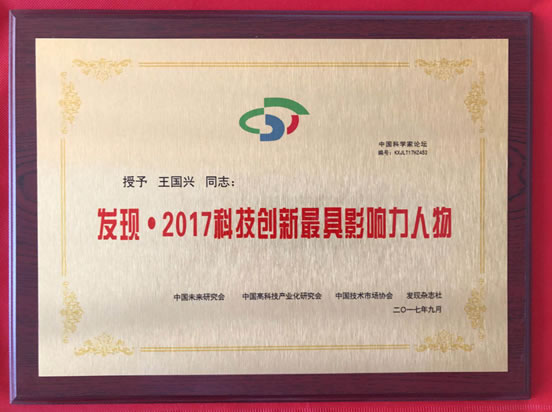 中国科学家论坛
编号：KXJLT17NZ453
授予 王国兴 同志：
发现·2017科技创新最具影响力人物
中国未来研究会 中国高科技产业化研究会 中国技术市场协会 发现杂志社
二〇一七年九月